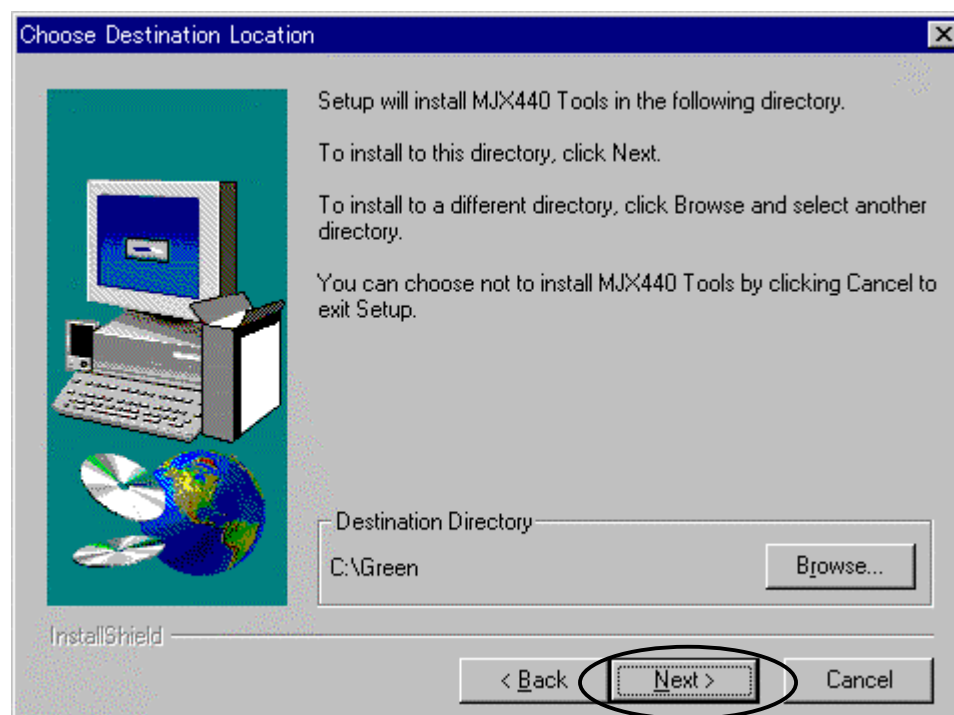 Choose Destination Location
Setup will install MJX440 Tools in the following directory.
To install to this directory, click Next.
To install to a different directory, click Browse and select another
directory.
You can choose not to install MJX440 Tools by clicking Cancel to
exit Setup.
Destination Directory
C:\Green
Browse...
InstallShield
< Back
Next >
Cancel